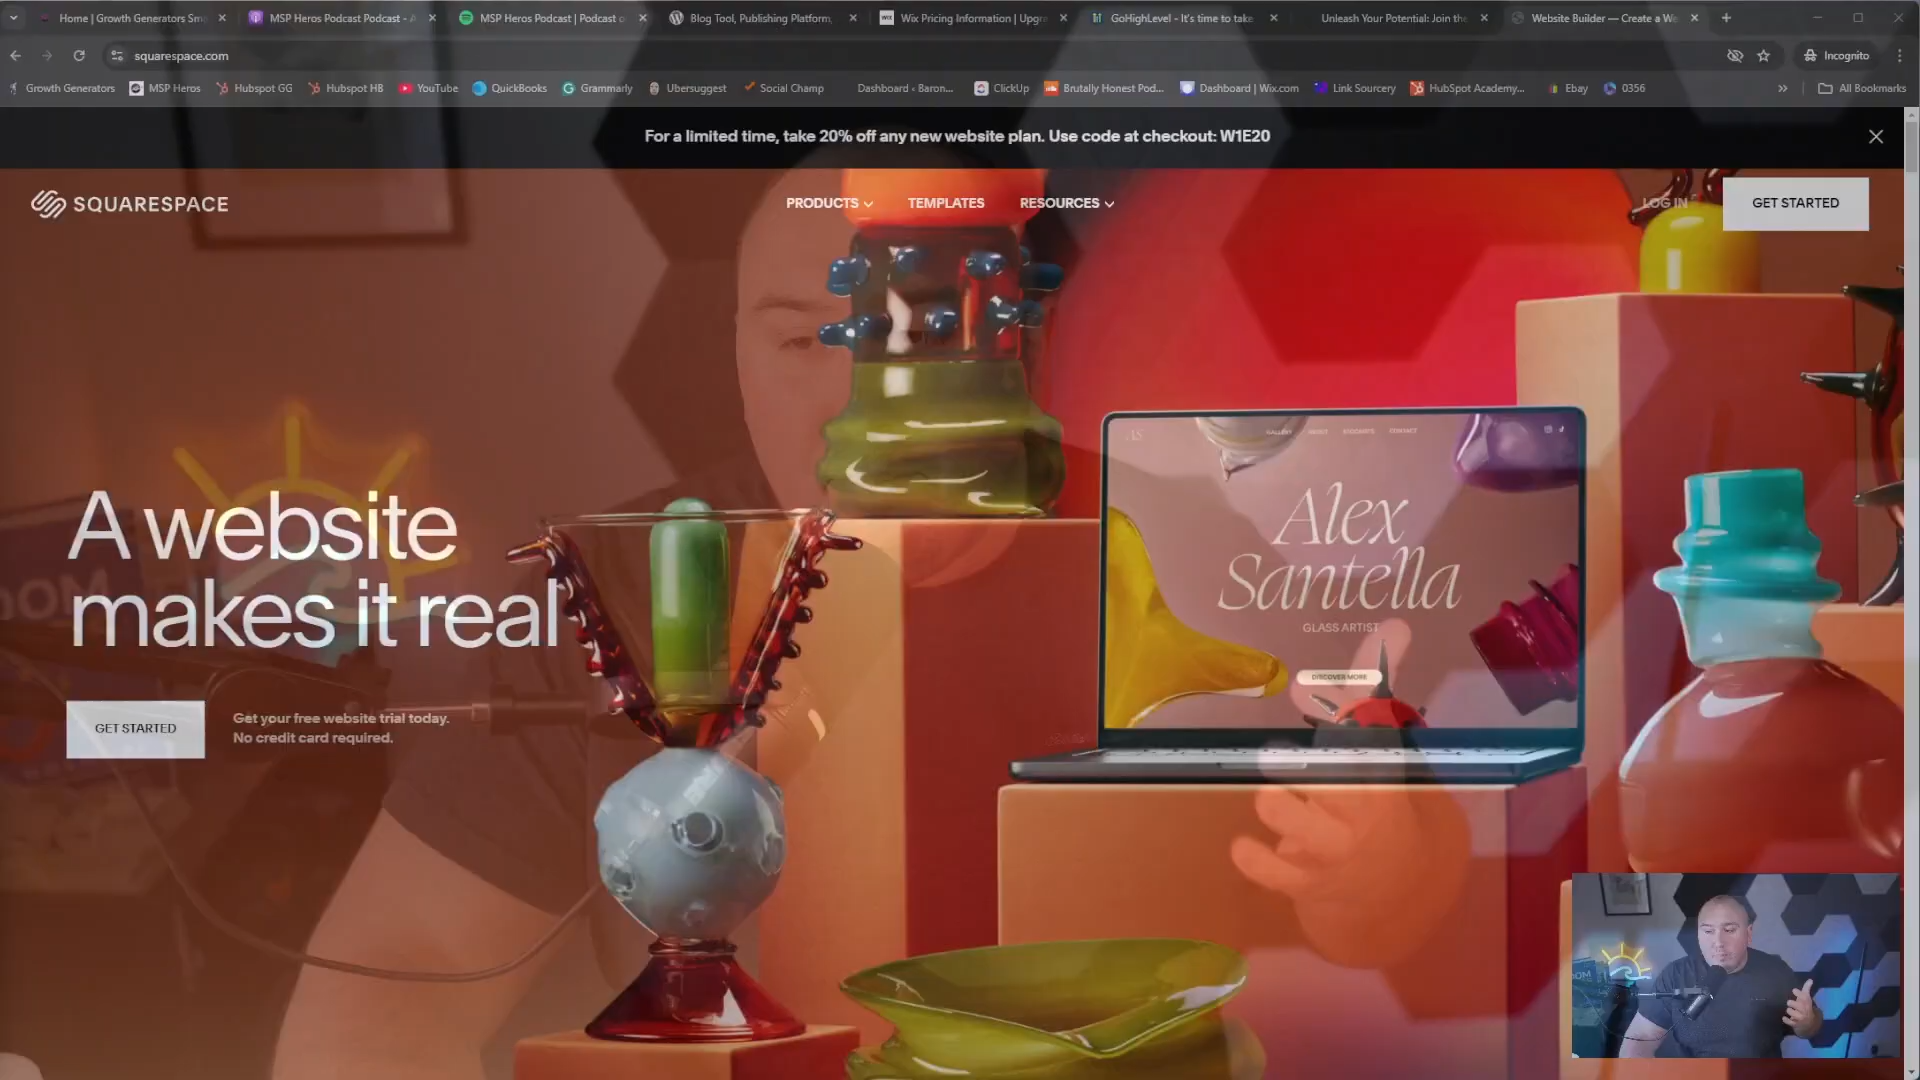 Home | Growth Generators Sm
MSP Heros Podcast Podcast - A
MSP Heros Podcast | Podcast o
Blog Tool, Publishing Platform,
Wix Pricing Information | Upgr
GoHighLevel - It's time to take
Unleash Your Potential: Join the
Website Builder — Create a We
squarespace.com
Incognito
Growth Generators
MSP Heros
Hubspot GG
Hubspot HB
YouTube
QuickBooks
Grammarly
Ubersuggest
Social Champ
Dashboard ‹ Baron...
ClickUp
Brutally Honest Pod...
Dashboard | Wix.com
Link Sourcery
HubSpot Academy...
Ebay
0356
All Bookmarks
For a limited time, take 20% off any new website plan. Use code at checkout: W1E20
SQUARESPACE
PRODUCTS
TEMPLATES
RESOURCES
LOG IN
GET STARTED
AS
GALLERY
ABOUT
CONTACT
Alex
Santella
GLASS ARTIST
DISCOVER MORE
A website
makes it real
GET STARTED
Get your free website trial today.
No credit card required.